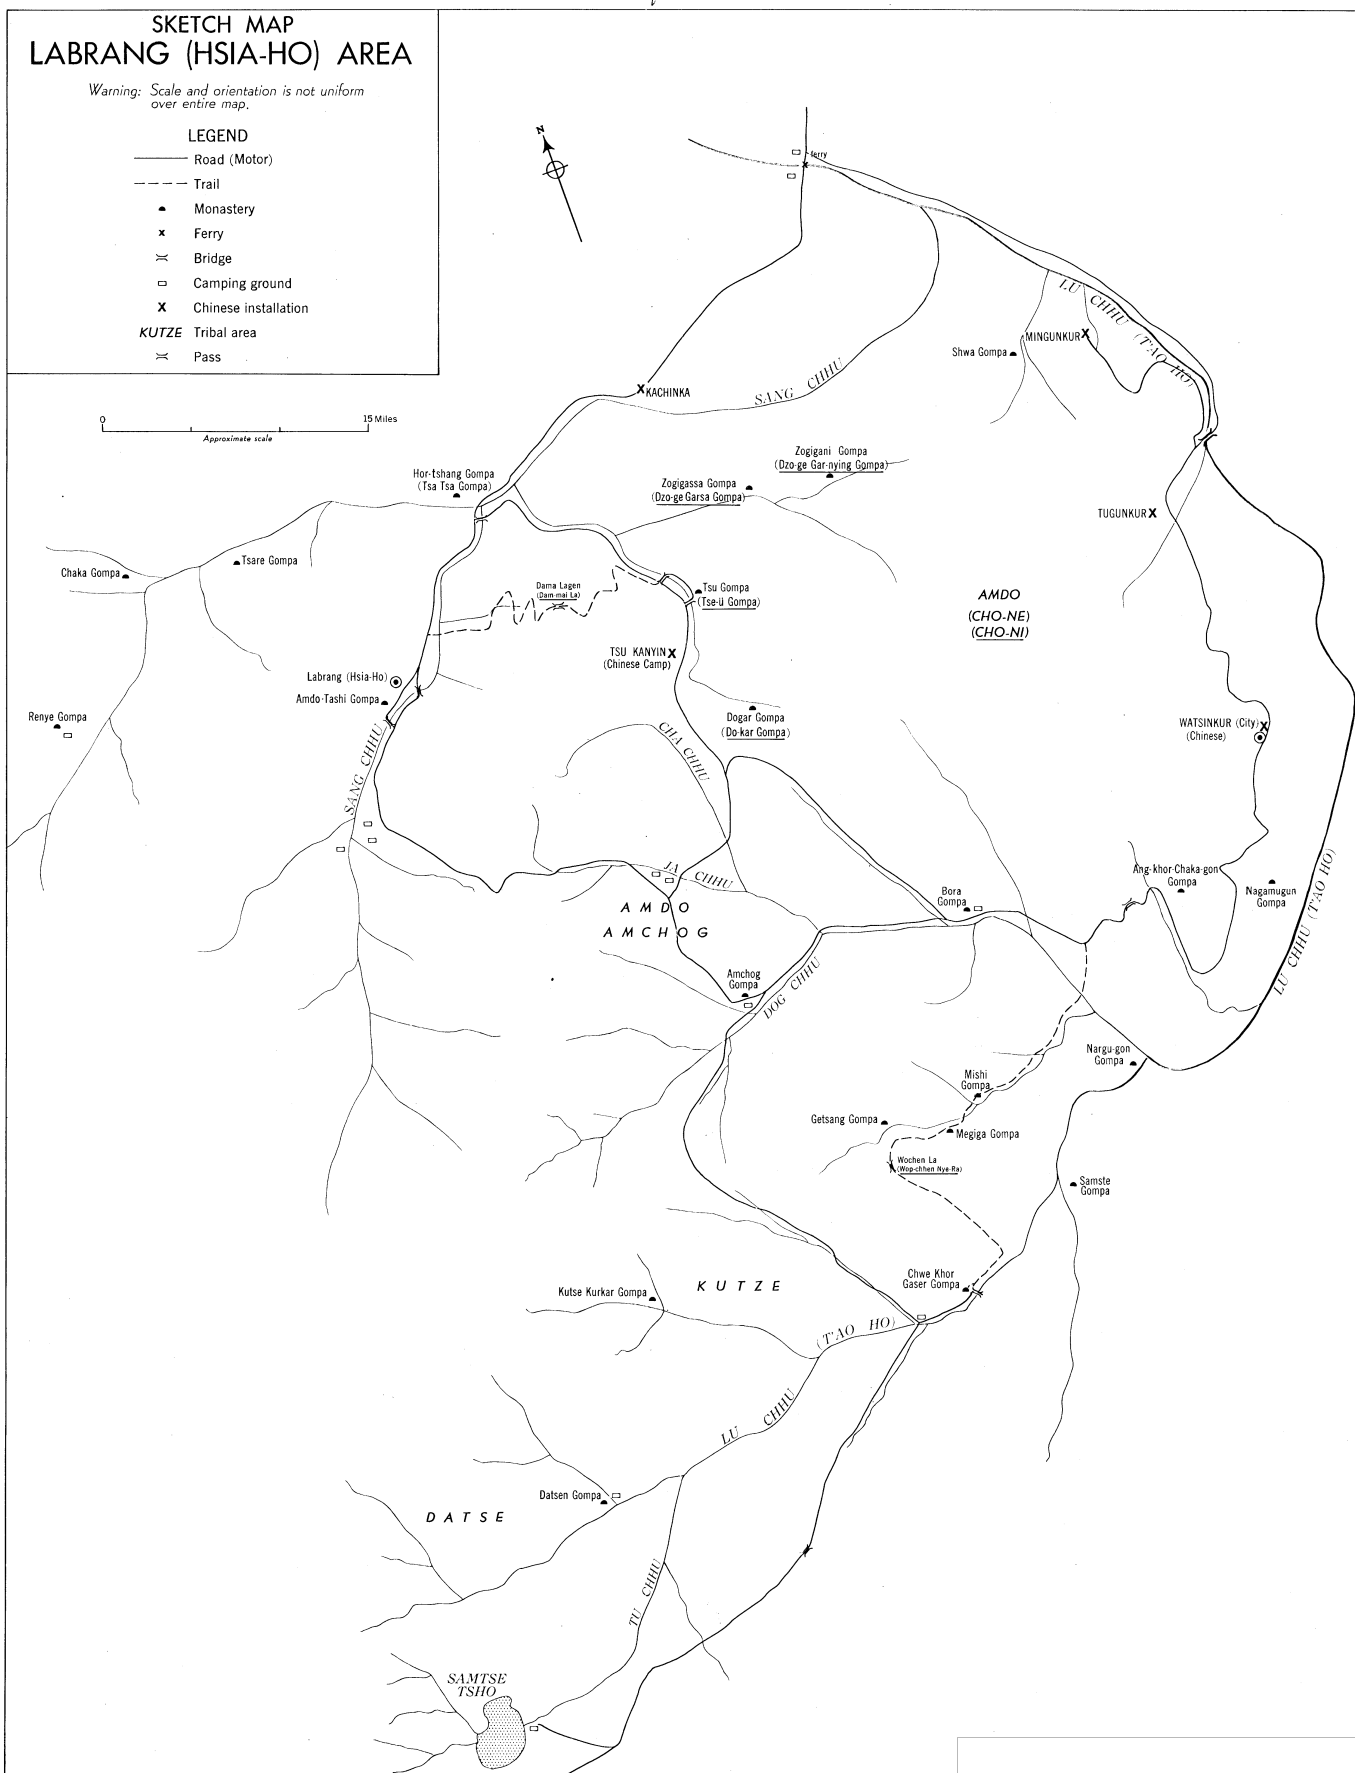 SKETCH MAP
LABRANG (HSIA-HO) AREA
Warning: Scale and orientation is not uniform
over entire map.
LEGEND
Road (Motor)
Trail
Monastery
x Ferry
Bridge
Camping ground
X Chinese installation
KUTZE Tribal area
Pass
N
0 15 Miles
Approximate scale
ferry
LU CHHU (T'AO HO)
MINGUNKUR X
Shwa Gompa
X KACHINKA
SANG CHHU
Zogigani Gompa
(Dzo-ge Gar-nying Gompa)
Hor-tshang Gompa
(Tsa Tsa Gompa)
Zogigassa Gompa
(Dzo-ge Garsa Gompa)
TUGUNKUR X
Tsare Gompa
Chaka Gompa
Dama Lagen
(Dam-mai La)
Tsu Gompa
(Tse-ü Gompa)
AMDO
(CHO-NE)
(CHO-NI)
TSU KANYIN X
(Chinese Camp)
Labrang (Hsia-Ho)
Amdo-Tashi Gompa
Renye Gompa
Dogar Gompa
(Do-kar Gompa)
WATSINKUR (City) X
(Chinese)
SANG CHHU
CHA CHHU
JA CHHU
Ang-khor-Chaka-gon
Gompa
Nagamugun
Gompa
Bora
Gompa
AMDO
AMCHOG
LU CHHU (T'AO HO)
Amchog
Gompa
DOG CHHU
Nargu-gon
Gompa
Mishi
Gompa
Getsang Gompa
Megiga Gompa
Wochen La
(Wop-chhen Nye-Ra)
Samste
Gompa
Chwe Khor
Gaser Gompa
KUTZE
Kutse Kurkar Gompa
(T'AO HO)
LU CHHU
Datsen Gompa
DATSE
TU CHHU
SAMTSE
TSHO